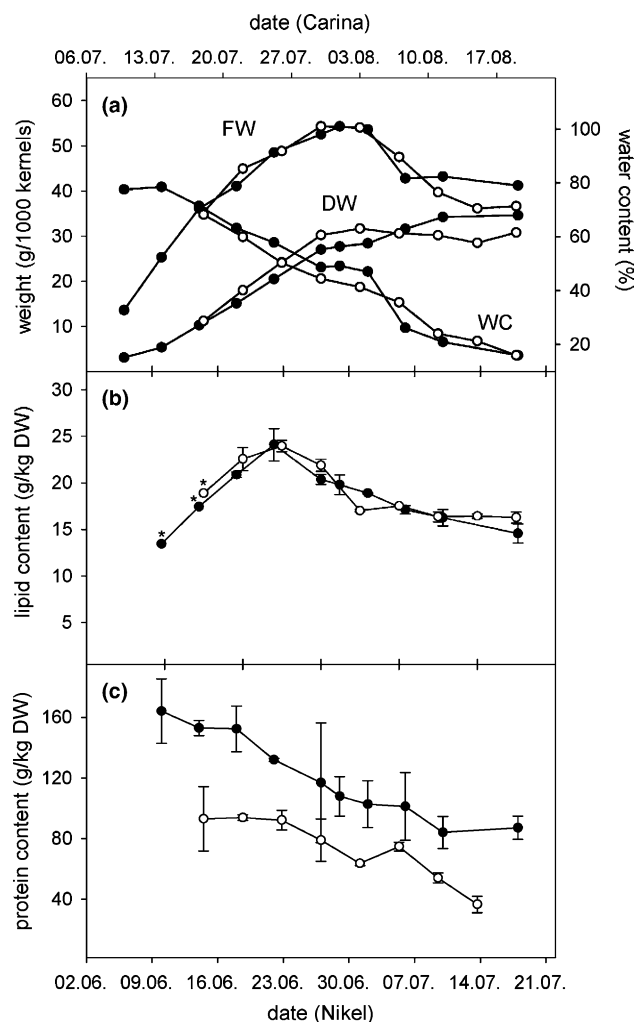 date (Carina)
06.07. 13.07. 20.07. 27.07. 03.08. 10.08. 17.08.
(a)
FW
DW
WC
weight (g/1000 kernels)
60
50
40
30
20
10
water content (%)
100
80
60
40
20
(b)
lipid content (g/kg DW)
30
25
20
15
10
5
* * *
(c)
protein content (g/kg DW)
160
120
80
40
02.06. 09.06. 16.06. 23.06. 30.06. 07.07. 14.07. 21.07.
date (Nikel)